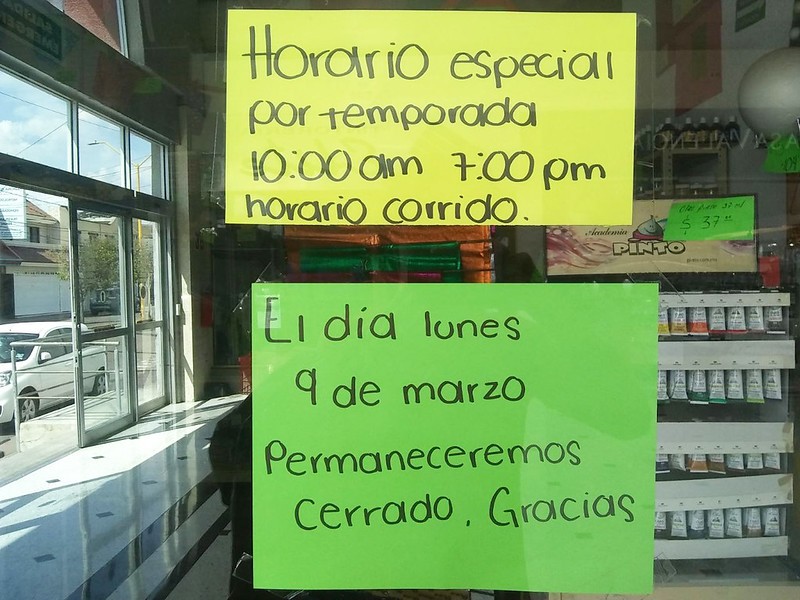 Horario especial
por temporada
10:00 am 7:00 pm
horario corrido.
Academia
PINTO
$ 37
El día lunes
9 de marzo
Permaneceremos
cerrado. Gracias